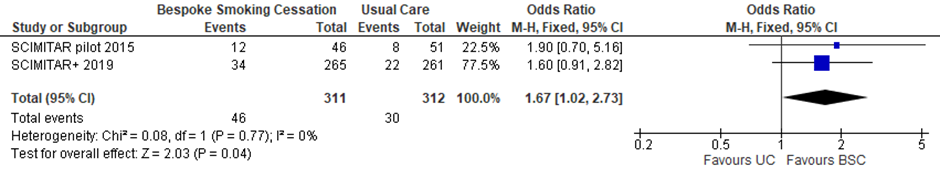 Bespoke Smoking Cessation Usual Care Odds Ratio Odds Ratio
Study or Subgroup Events Total Events Total Weight M-H, Fixed, 95% CI M-H, Fixed, 95% CI
SCIMITAR pilot 2015 12 46 8 51 22.5% 1.90 [0.70, 5.16]
SCIMITAR+ 2019 34 265 22 261 77.5% 1.60 [0.91, 2.82]
Total (95% CI) 311 312 100.0% 1.67 [1.02, 2.73]
Total events 46 30
Heterogeneity: Chi² = 0.08, df = 1 (P = 0.77); I² = 0%
Test for overall effect: Z = 2.03 (P = 0.04)
0.2 0.5 1 2 5
Favours UC Favours BSC